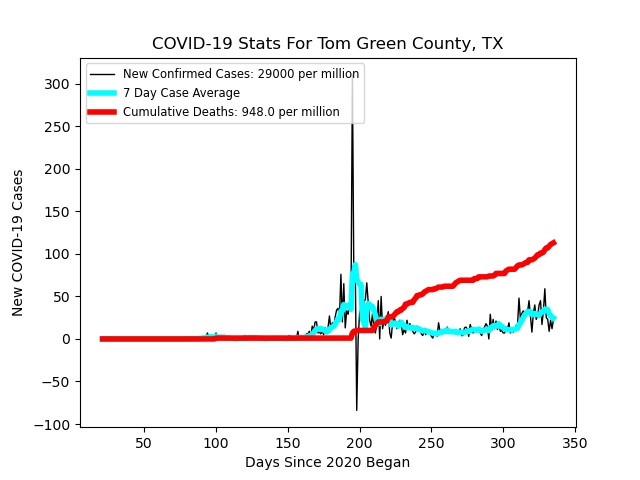 COVID-19 Stats For Tom Green County, TX
New Confirmed Cases: 29000 per million
7 Day Case Average
Cumulative Deaths: 948.0 per million
New COVID-19 Cases
300
250
200
150
100
50
0
−50
−100
50 100 150 200 250 300 350
Days Since 2020 Began